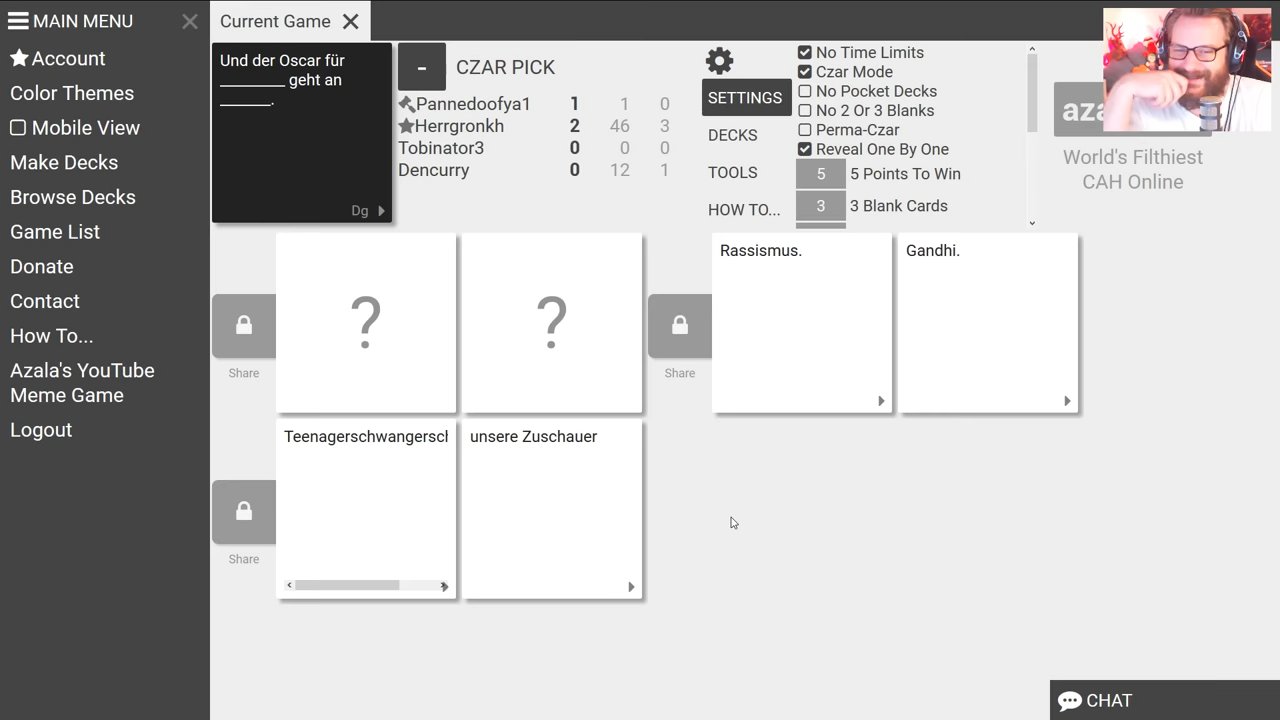 MAIN MENU
Account
Color Themes
Mobile View
Make Decks
Browse Decks
Game List
Donate
Contact
How To...
Azala's YouTube
Meme Game
Logout
Current Game
Und der Oscar für
________ geht an
______.
Dg
-
CZAR PICK
Pannedoofya1 1 1 0
Herrgronkh 2 46 3
Tobinator3 0 0 0
Dencurry 0 12 1
SETTINGS
DECKS
TOOLS
HOW TO...
No Time Limits
Czar Mode
No Pocket Decks
No 2 Or 3 Blanks
Perma-Czar
Reveal One By One
5 5 Points To Win
3 3 Blank Cards
aza
World's Filthiest
CAH Online
Share
?
?
Share
Rassismus.
Gandhi.
Share
Teenagerschwangersch
unsere Zuschauer
CHAT